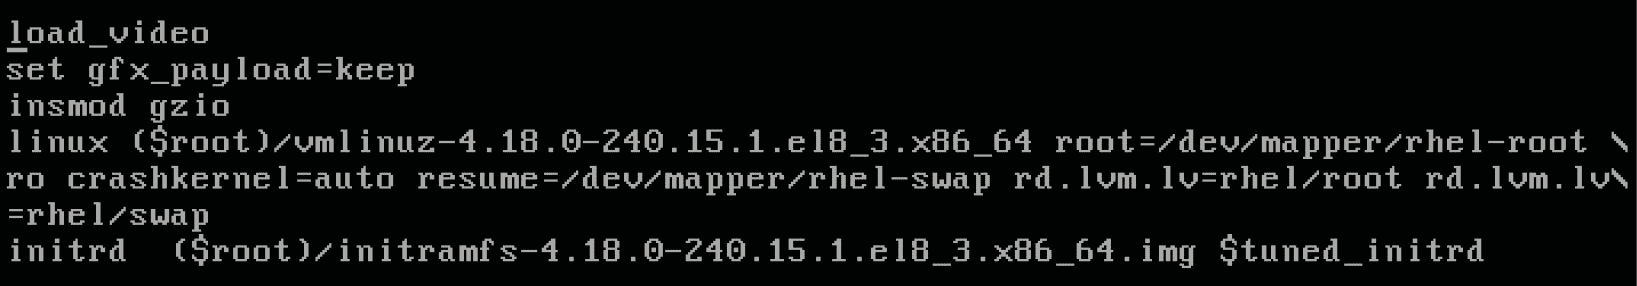 load_video
set gfx_payload=keep
insmod gzio
linux ($root)/vmlinuz-4.18.0-240.15.1.el8_3.x86_64 root=/dev/mapper/rhel-root \
ro crashkernel=auto resume=/dev/mapper/rhel-swap rd.lvm.lv=rhel/root rd.lvm.lv\
=rhel/swap
initrd  ($root)/initramfs-4.18.0-240.15.1.el8_3.x86_64.img $tuned_initrd